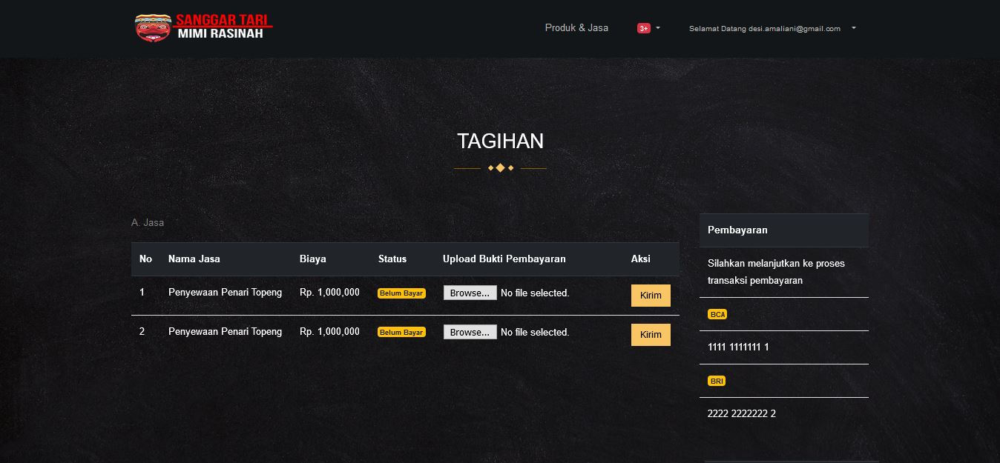 SANGGAR TARI
MIMI RASINAH
Produk & Jasa
3+
Selamat Datang desi.amaliani@gmail.com
TAGIHAN
A. Jasa
No Nama Jasa Biaya Status Upload Bukti Pembayaran Aksi
1 Penyewaan Penari Topeng Rp. 1,000,000 Belum Bayar Browse... No file selected. Kirim
2 Penyewaan Penari Topeng Rp. 1,000,000 Belum Bayar Browse... No file selected. Kirim
Pembayaran
Silahkan melanjutkan ke proses
transaksi pembayaran
BCA
1111 1111111 1
BRI
2222 2222222 2